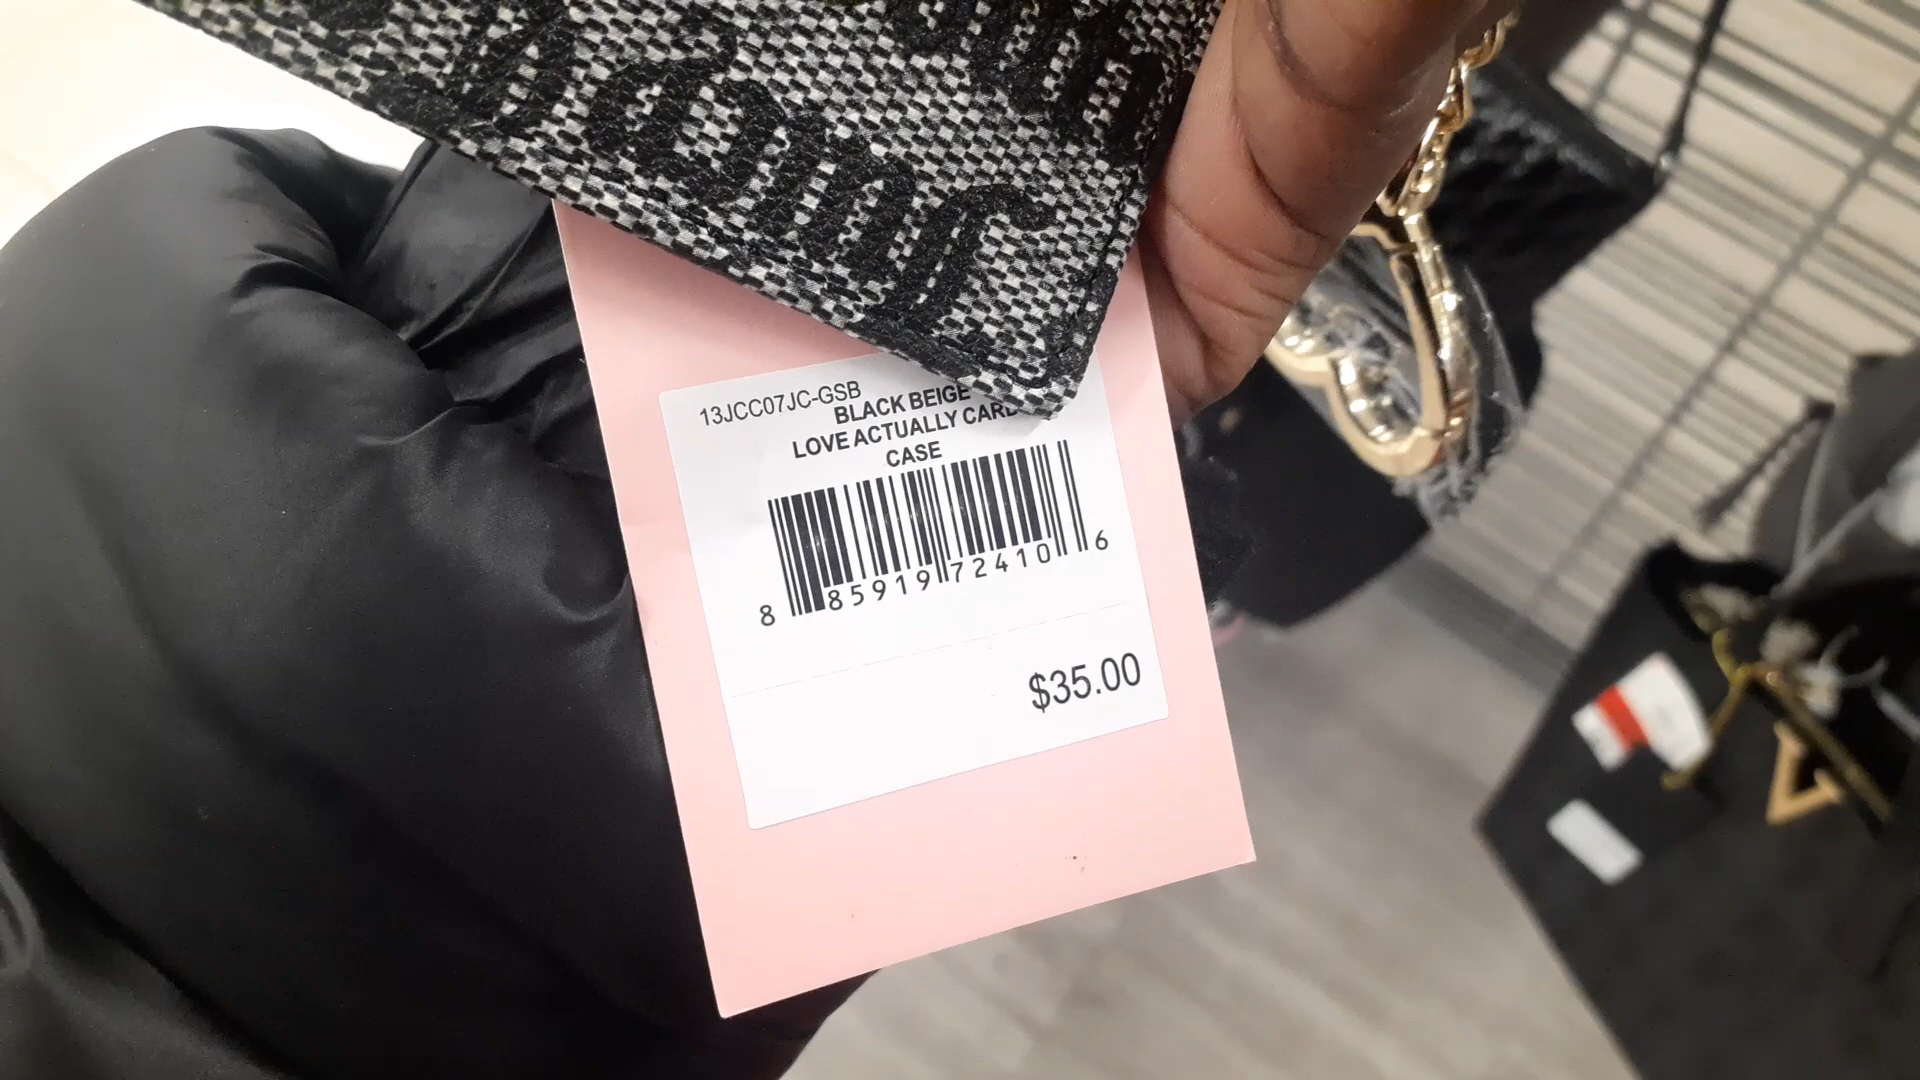 13JCC07JC-GSB
BLACK BEIGE
LOVE ACTUALLY CARD
CASE
8 85919 72410 6
$35.00